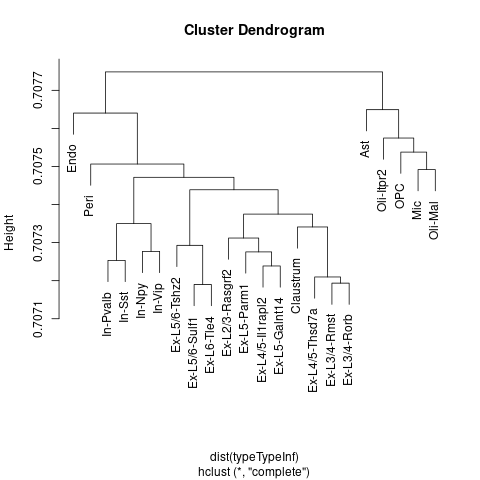 Cluster Dendrogram
Height
0.7077
0.7075
0.7073
0.7071
Endo
Peri
In-Pvalb
In-Sst
In-Npy
In-Vip
Ex-L5/6-Tshz2
Ex-L5/6-Sulf1
Ex-L6-Tle4
Ex-L2/3-Rasgrf2
Ex-L5-Parm1
Ex-L4/5-Il1rapl2
Ex-L5-Galnt14
Claustrum
Ex-L4/5-Thsd7a
Ex-L3/4-Rmst
Ex-L3/4-Rorb
Ast
Oli-Itpr2
OPC
Mic
Oli-Mal
dist(typeTypeInf)
hclust (*, "complete")